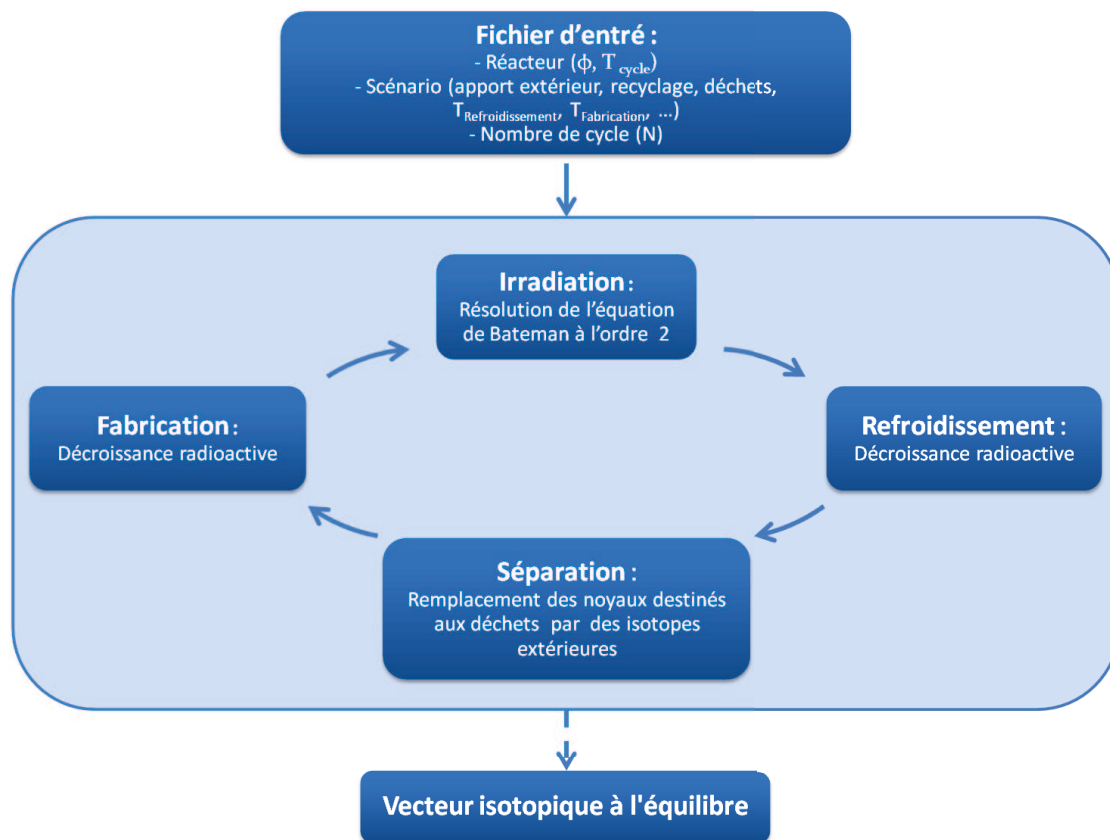 Fichier d’entré :
- Réacteur (ϕ, T cycle)
- Scénario (apport extérieur, recyclage, déchets,
TRefroidissement, TFabrication, ...)
- Nombre de cycle (N)
Irradiation :
Résolution de l’équation
de Bateman à l’ordre 2
Fabrication :
Décroissance radioactive
Refroidissement :
Décroissance radioactive
Séparation :
Remplacement des noyaux destinés
aux déchets par des isotopes
extérieures
Vecteur isotopique à l'équilibre